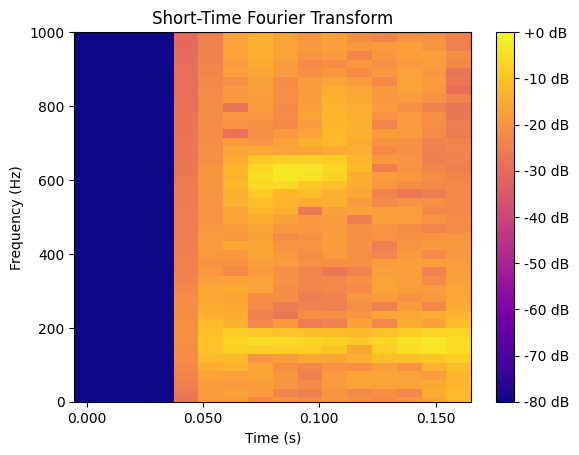 Short-Time Fourier Transform
1000
800
600
400
200
0
Frequency (Hz)
0.000
0.050
0.100
0.150
Time (s)
+0 dB
-10 dB
-20 dB
-30 dB
-40 dB
-50 dB
-60 dB
-70 dB
-80 dB